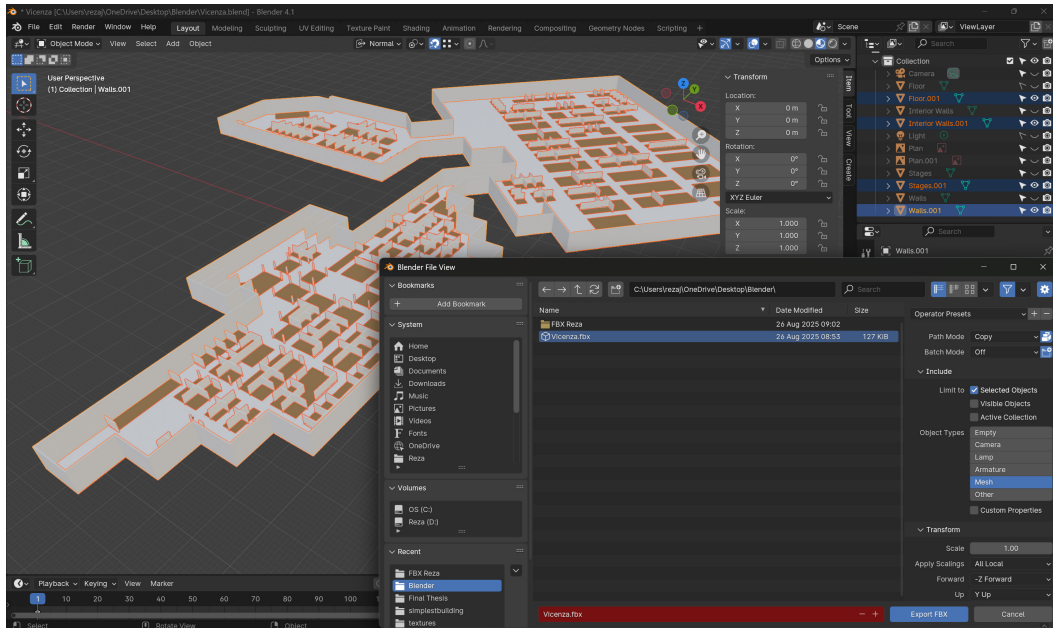 * Vicenza [C:\Users\rezaj\OneDrive\Desktop\Blender\Vicenza.blend] - Blender 4.1
File Edit Render Window Help Layout Modeling Sculpting UV Editing Texture Paint Shading Animation Rendering Compositing Geometry Nodes Scripting + Scene ViewLayer
Object Mode View Select Add Object Normal Search
Options
User Perspective
(1) Collection | Walls.001
Transform
Location:
X 0 m
Y 0 m
Z 0 m
Rotation:
X 0°
Y 0°
Z 0°
XYZ Euler
Scale:
X 1.000
Y 1.000
Z 1.000
Item
Tool
View
Create
Z
Y
X
Collection
Camera
Floor
Floor.001
Interior Walls
Interior Walls.001
Light
Plan
Plan.001
Stages
Stages.001
Walls
Walls.001
Search
Walls.001
Blender File View
Bookmarks
+ Add Bookmark
System
Home
Desktop
Documents
Downloads
Music
Pictures
Videos
Fonts
OneDrive
Reza
Volumes
OS (C:)
Reza (D:)
Recent
FBX Reza
Blender
Final Thesis
simplestbuilding
textures
C:\Users\rezaj\OneDrive\Desktop\Blender\ Search
Name Date Modified Size
FBX Reza 26 Aug 2025 09:02
Vicenza.fbx 26 Aug 2025 08:53 127 KiB
Operator Presets
Path Mode Copy
Batch Mode Off
Include
Limit to Selected Objects
Visible Objects
Active Collection
Object Types Empty
Camera
Lamp
Armature
Mesh
Other
Custom Properties
Transform
Scale 1.00
Apply Scalings All Local
Forward -Z Forward
Up Y Up
Vicenza.fbx - + Export FBX Cancel
Playback Keying View Marker
1 10 20 30 40 50 60 70 80 90 100
Select Rotate View Object